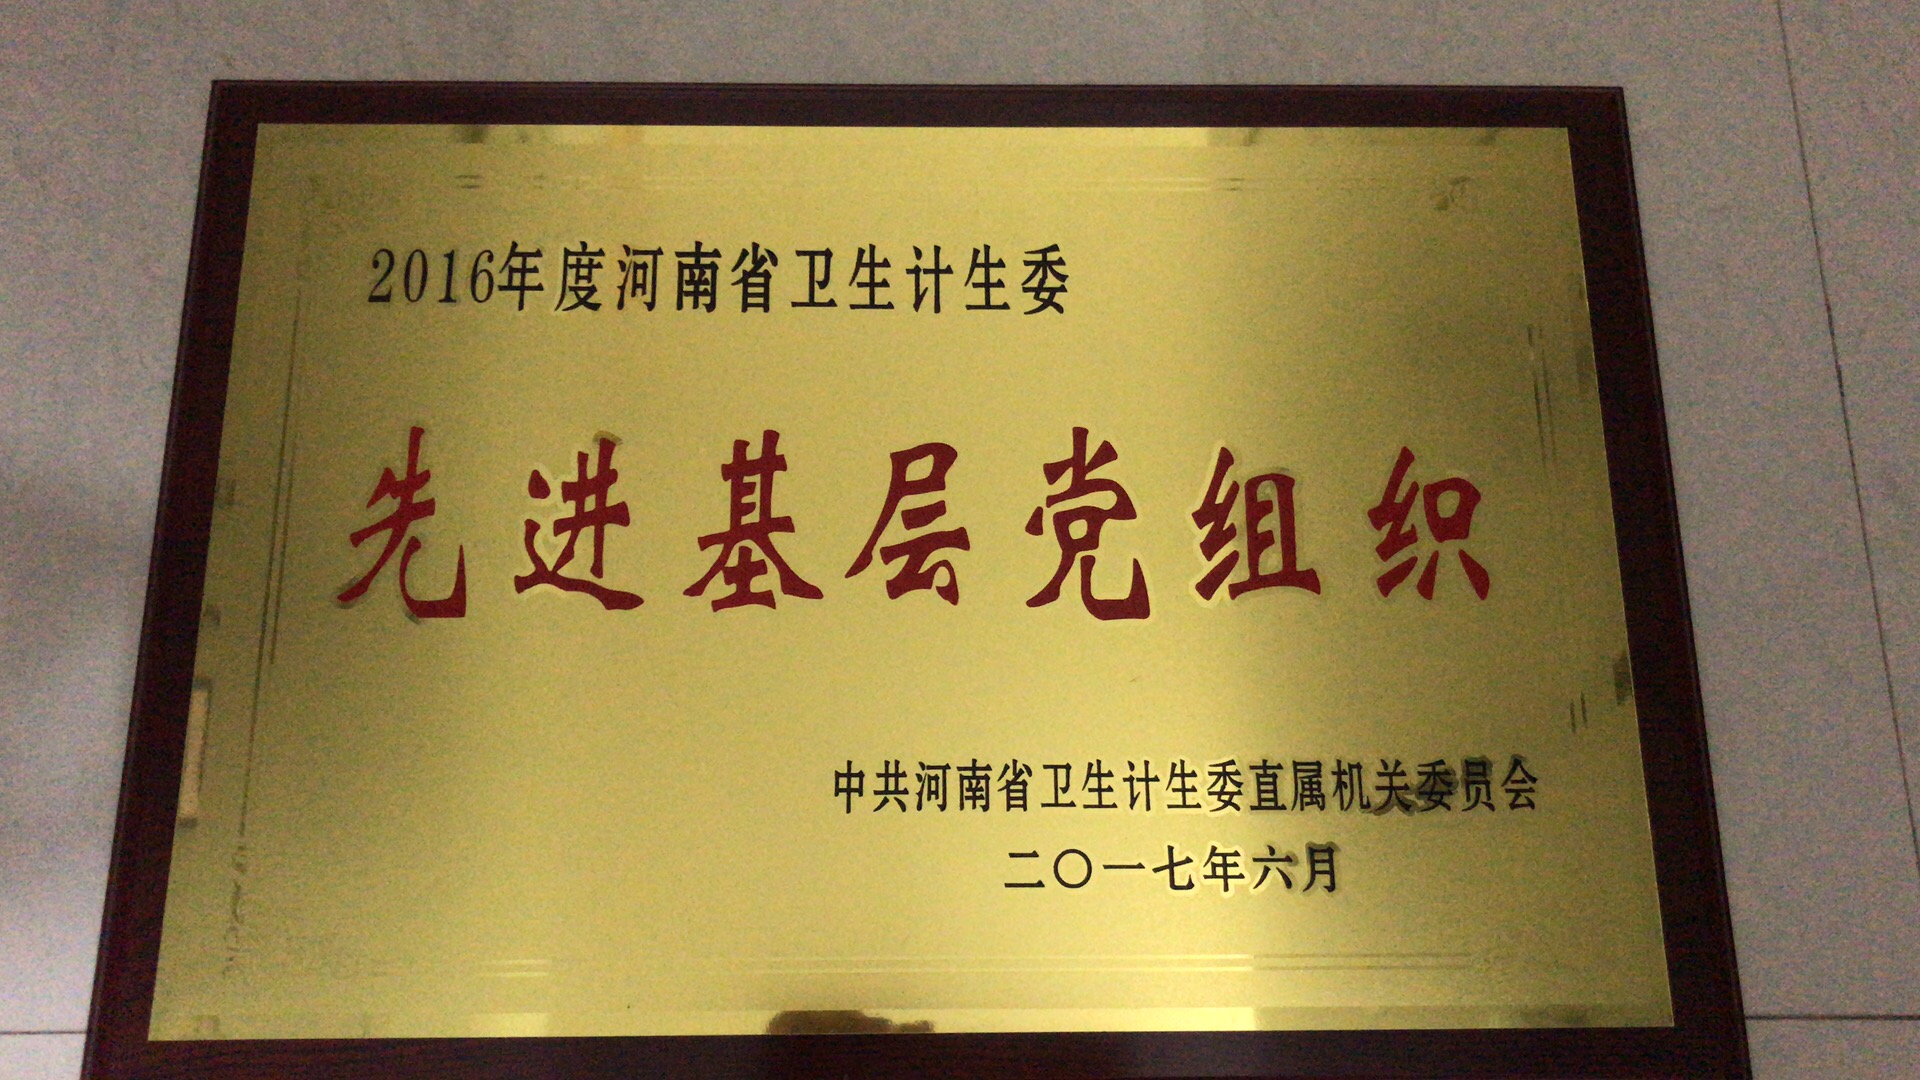 2016年度河南省卫生计生委
先进基层党组织
中共河南省卫生计生委直属机关委员会
二〇一七年六月